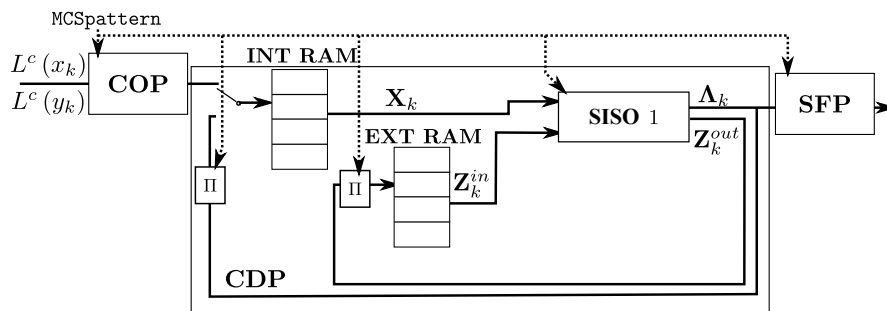 MCSpattern
L^c (x_k)
L^c (y_k)
COP
INT RAM
X_k
EXT RAM
Z_k^{in}
SISO 1
Λ_k
Z_k^{out}
SFP
Π
Π
CDP